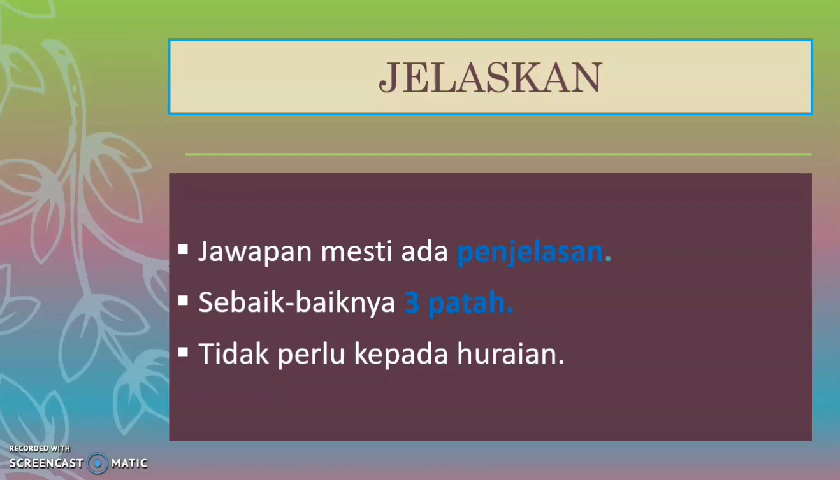 JELASKAN
▪ Jawapan mesti ada penjelasan.
▪ Sebaik-baiknya 3 patah.
▪ Tidak perlu kepada huraian.
RECORDED WITH
SCREENCAST MATIC